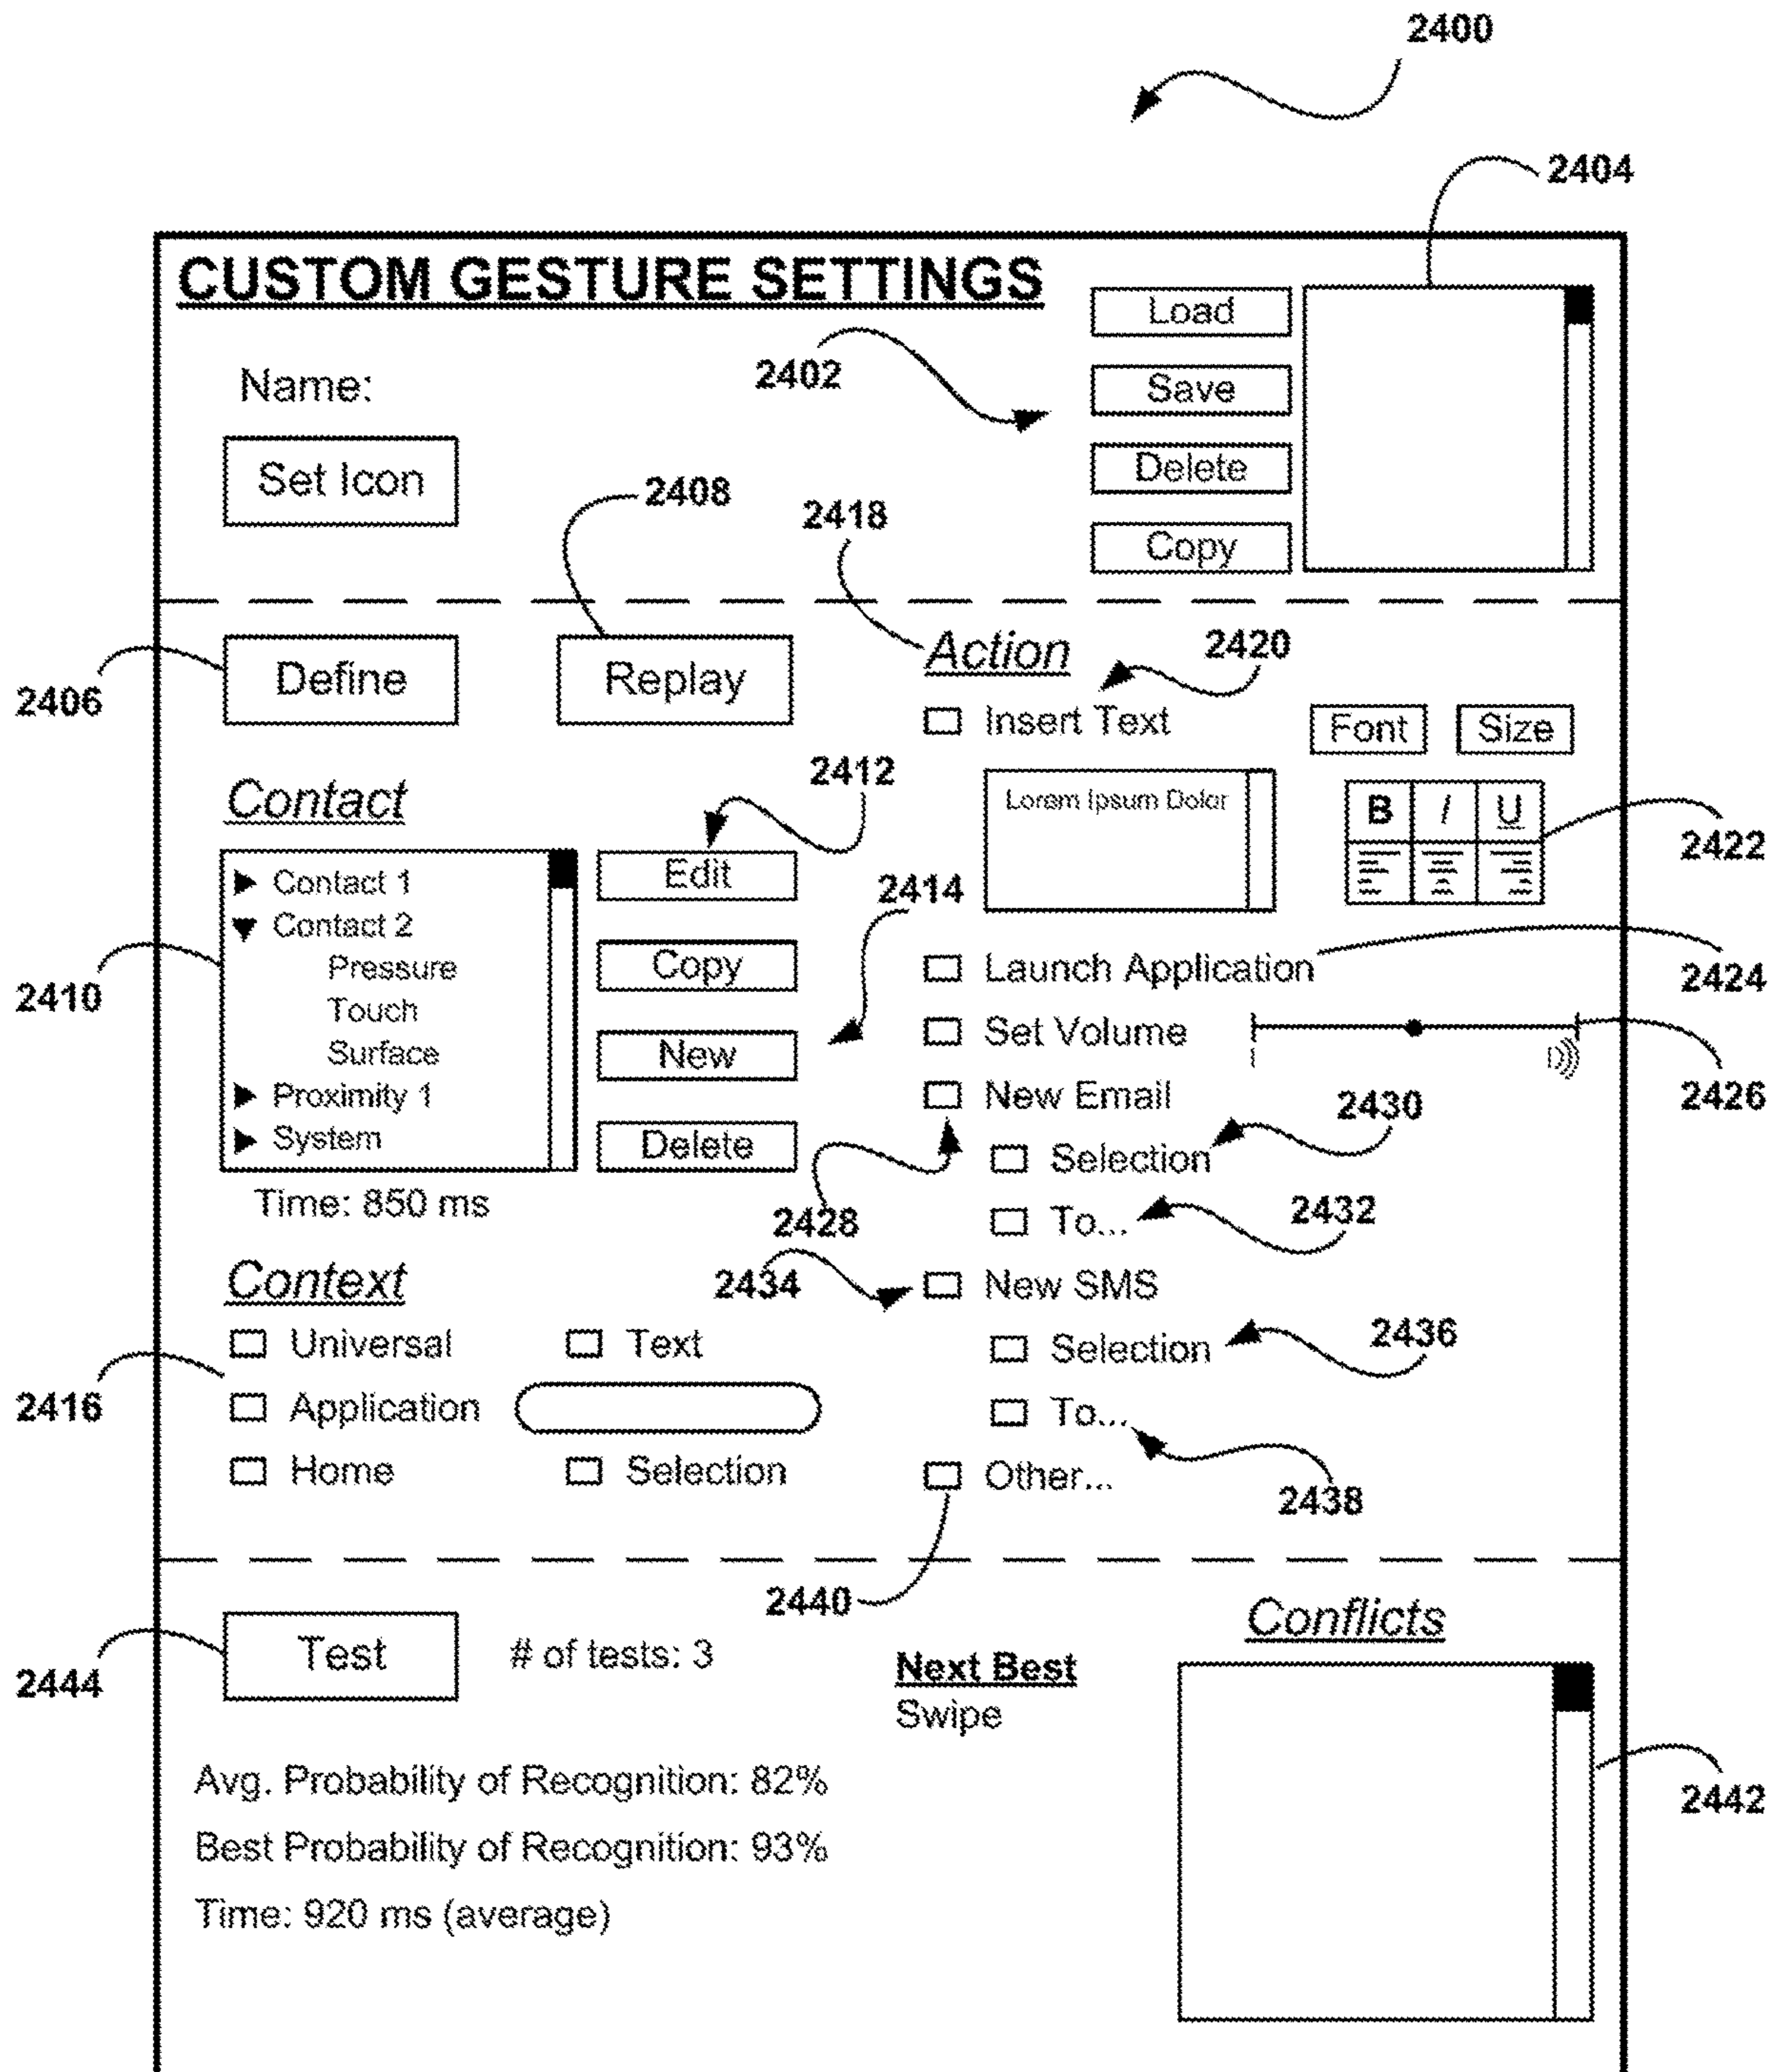 2400
2404
CUSTOM GESTURE SETTINGS
Load
2402
Save
Name:
Delete
Set Icon
2408
2418
Copy
2406
Define
Replay
Action
2420
Insert Text
Font
Size
2412
Contact
Lorem Ipsum Dolor
B I U
2422
Edit
2414
Contact 1
Contact 2
Copy
Pressure
Launch Application
2424
2410
Touch
Set Volume
New
Surface
2426
Proximity 1
New Email
2430
System
Delete
Selection
Time: 850 ms
2428
To...
2432
Context
2434
New SMS
Universal
Text
Selection
2436
2416
Application
To...
Home
Selection
Other...
2438
2440
Conflicts
2444
Test
# of tests: 3
Next Best
Swipe
Avg. Probability of Recognition: 82%
2442
Best Probability of Recognition: 93%
Time: 920 ms (average)